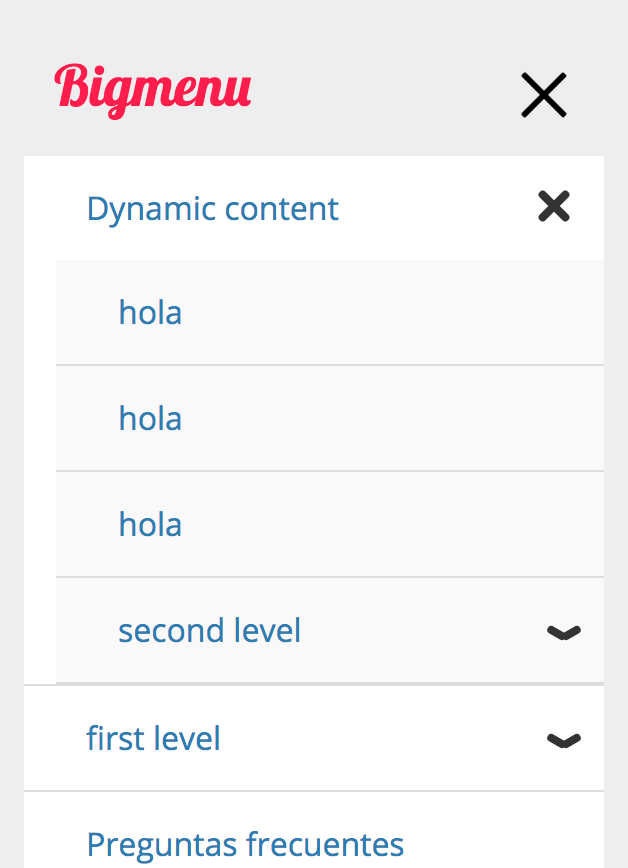 Bigmenu
Dynamic content
hola
hola
hola
second level
first level
Preguntas frecuentes